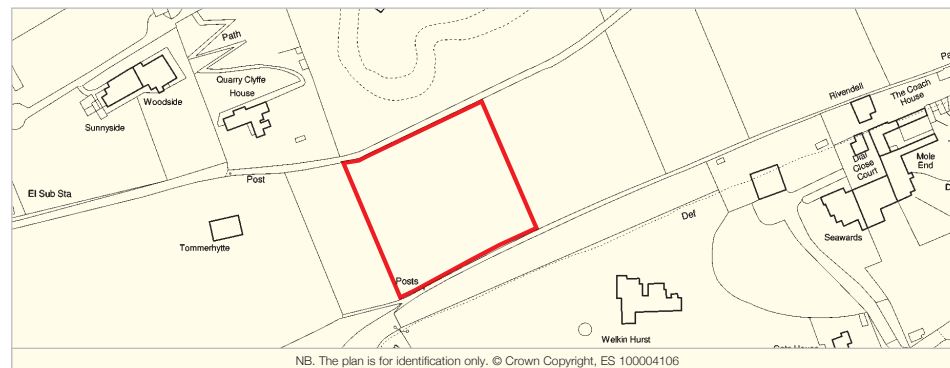 Path
Quarry Clyffe
House
Woodside
Sunnyside
Post
El Sub Sta
Tommerhytte
Posts
Def
Rivendell
The Coach
House
Dial
Close
Court
Mole
End
Seawards
Welkin Hurst
NB. The plan is for identification only. © Crown Copyright, ES 100004106